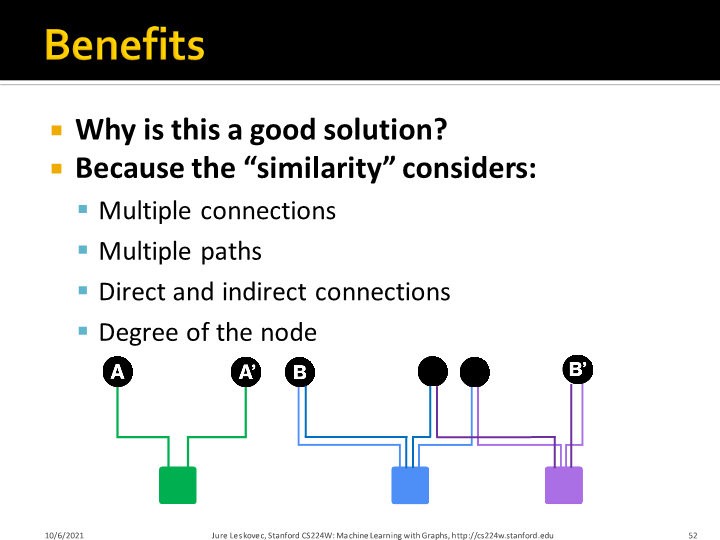 Benefits
Why is this a good solution?
Because the “similarity” considers:
Multiple connections
Multiple paths
Direct and indirect connections
Degree of the node
A A’ B B’
10/6/2021 Jure Leskovec, Stanford CS224W: Machine Learning with Graphs, http://cs224w.stanford.edu 52